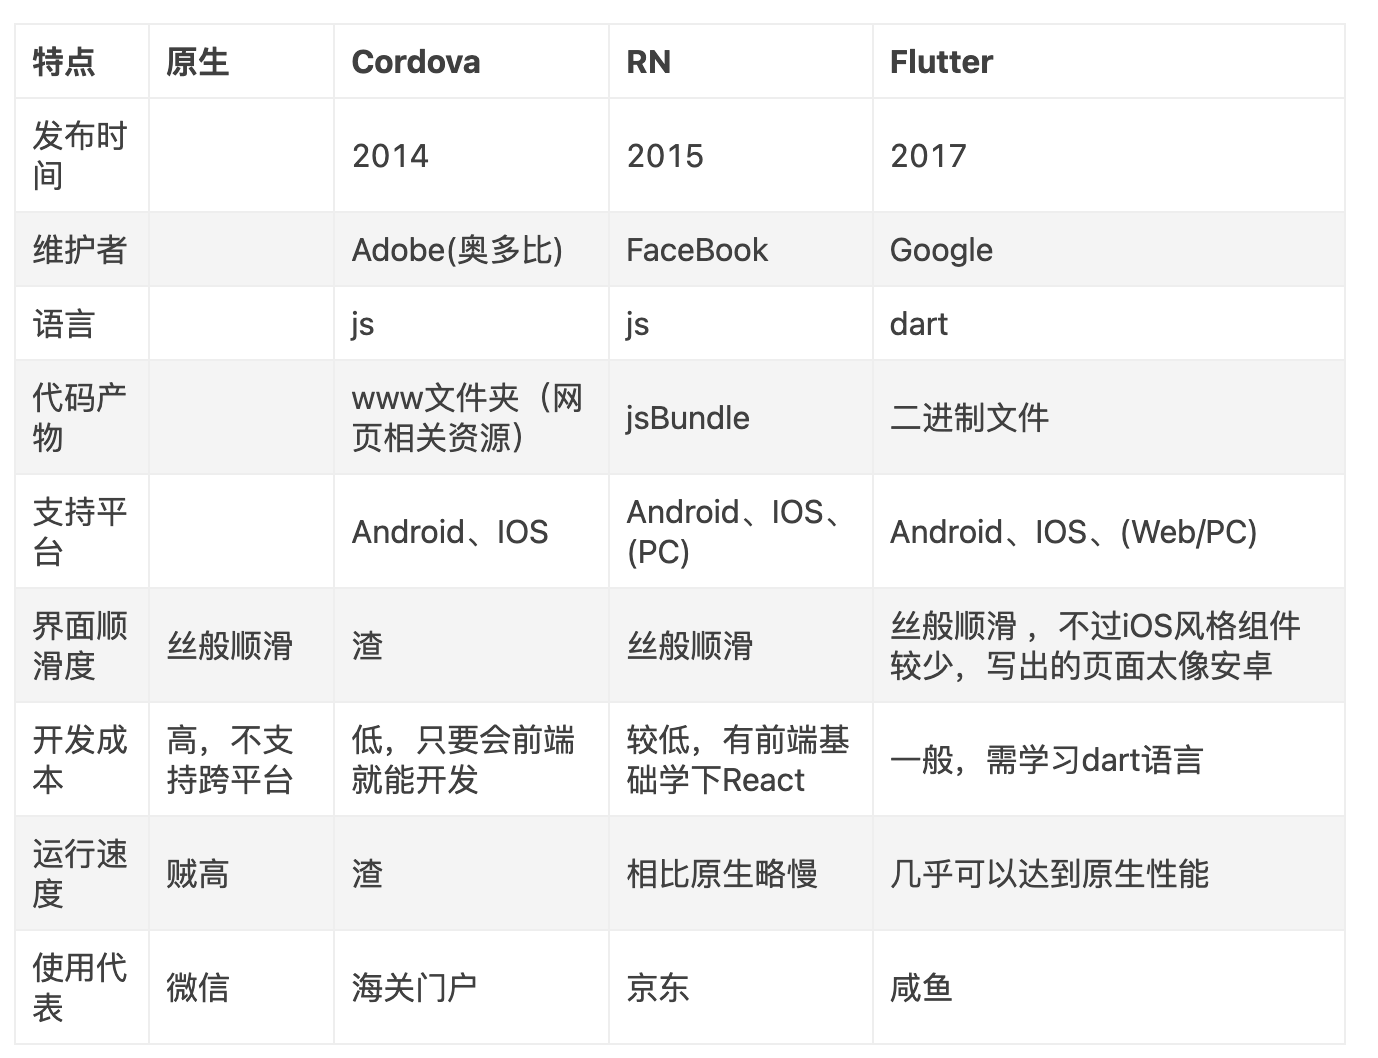 特点 原生 Cordova RN Flutter
发布时
间
2014 2015 2017
维护者 Adobe(奥多比) FaceBook Google
语言 js js dart
代码产
物
www文件夹（网
页相关资源）
jsBundle
二进制文件
支持平
台
Android、IOS
Android、IOS、
(PC)
Android、IOS、(Web/PC)
界面顺
滑度
丝般顺滑
渣
丝般顺滑
丝般顺滑 ，不过iOS风格组件
较少，写出的页面太像安卓
开发成
本
高，不支
持跨平台
低，只要会前端
就能开发
较低，有前端基
础学下React
一般，需学习dart语言
运行速
度
贼高
渣
相比原生略慢
几乎可以达到原生性能
使用代
表
微信
海关门户
京东
咸鱼